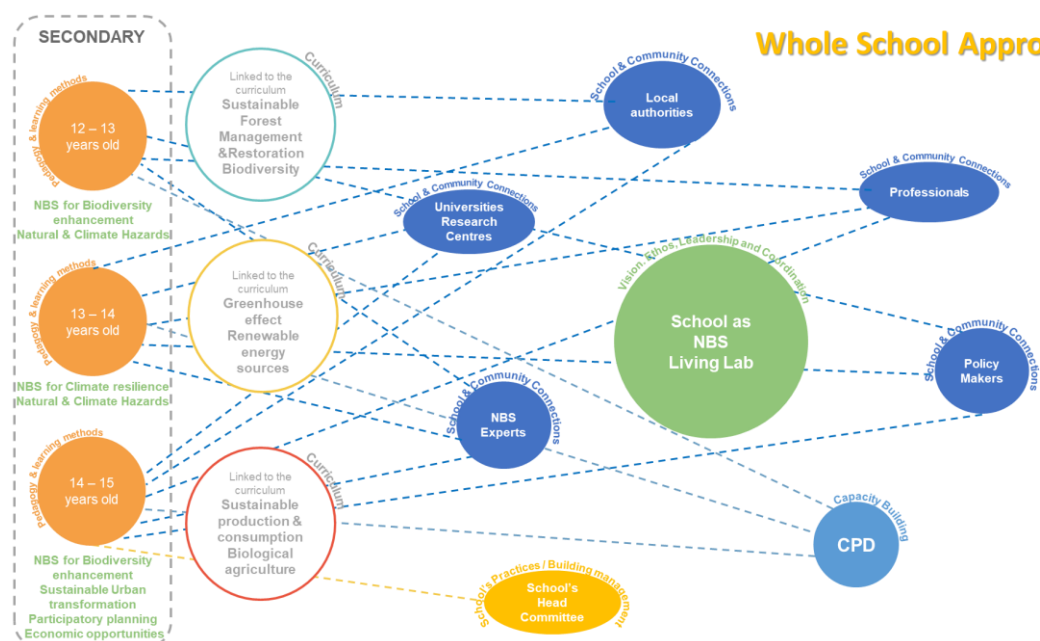 Whole School Appro
SECONDARY
Pedagogy & learning methods
12 – 13
years old
NBS for Biodiversity
enhancement
Natural & Climate Hazards
Pedagogy & learning methods
13 – 14
years old
NBS for Climate resilience
Natural & Climate Hazards
Pedagogy & learning methods
14 – 15
years old
NBS for Biodiversity
enhancement
Sustainable Urban
transformation
Participatory planning
Economic opportunities
Curriculum
Linked to the
curriculum
Sustainable
Forest
Management
&Restoration
Biodiversity
Curriculum
Linked to the
curriculum
Greenhouse
effect
Renewable
energy
sources
Curriculum
Linked to the
curriculum
Sustainable
production &
consumption
Biological
agriculture
School & Community Connections
Local
authorities
School & Community Connections
Universities
Research
Centres
School & Community Connections
Professionals
Vision, Ethos, Leadership and Coordination
School as
NBS
Living Lab
School & Community Connections
Policy
Makers
School & Community Connections
NBS
Experts
Capacity Building
CPD
School's Practices / Building management
School's
Head
Committee